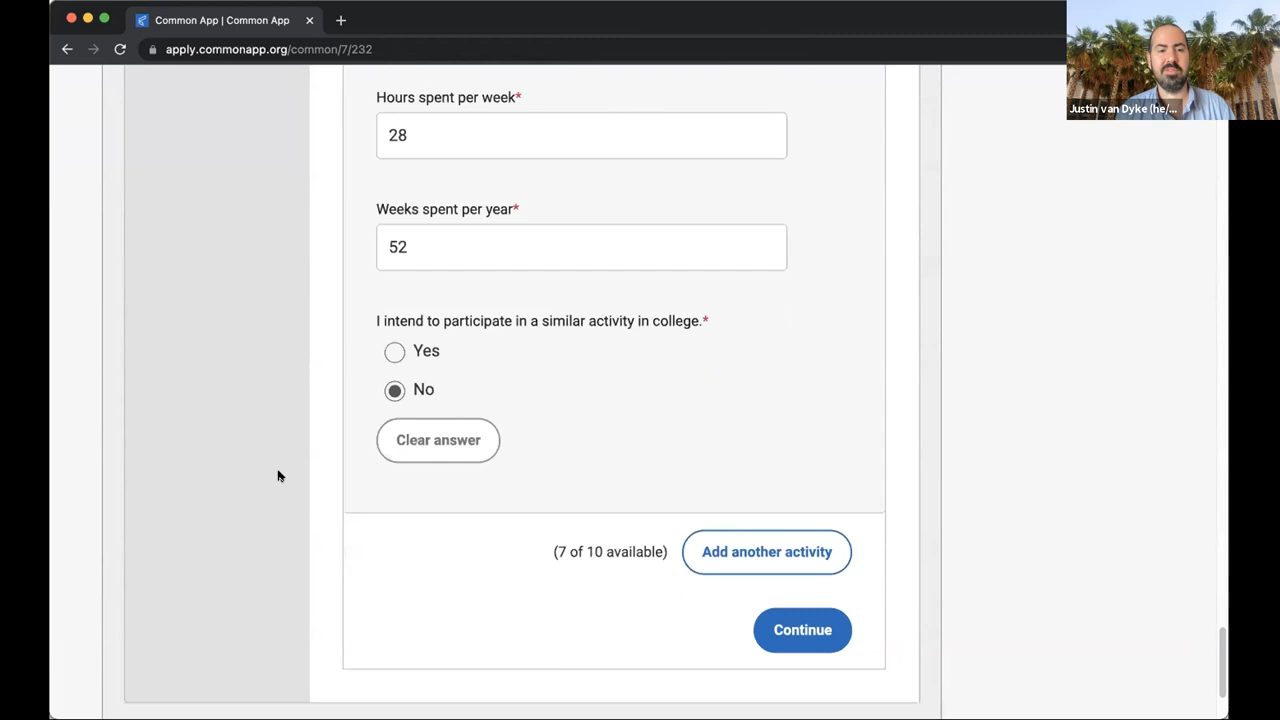 Common App | Common App
apply.commonapp.org/common/7/232
Justin van Dyke (he/...
Hours spent per week*
28
Weeks spent per year*
52
I intend to participate in a similar activity in college.*
Yes
No
Clear answer
(7 of 10 available)
Add another activity
Continue